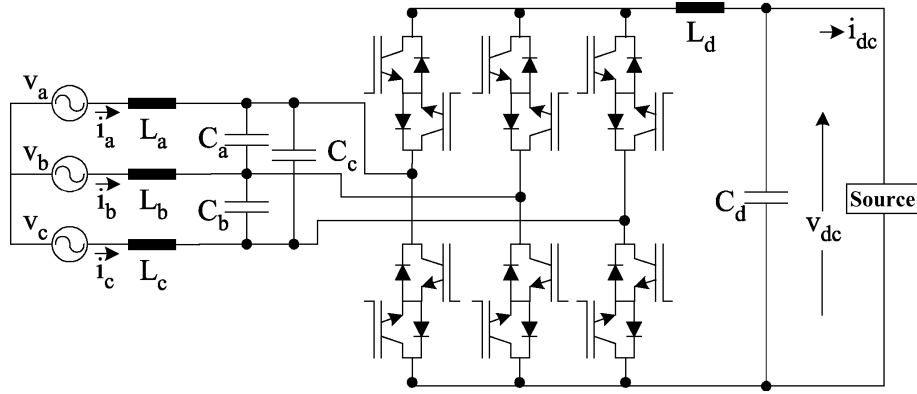 v_a
i_a
L_a
v_b
i_b
L_b
v_c
i_c
L_c
C_a
C_b
C_c
L_d
i_dc
C_d
v_dc
Source